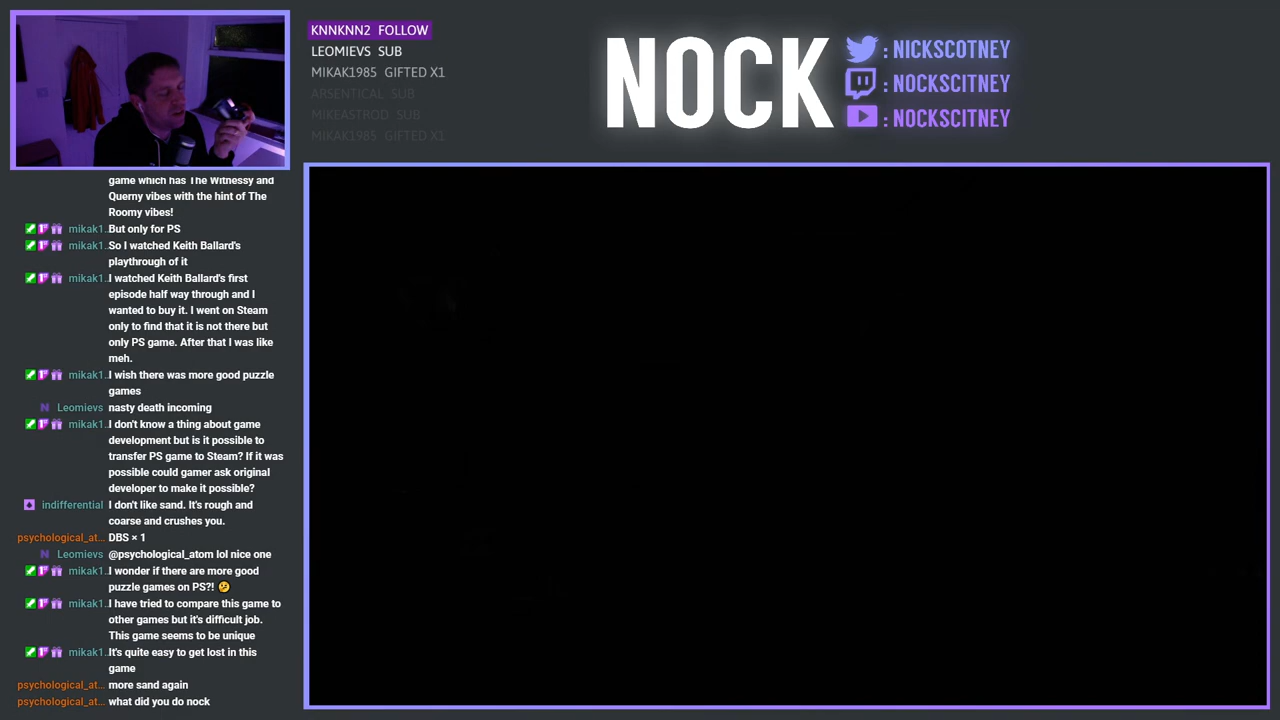 KNNKNN2 FOLLOW
LEOMIEVS SUB
MIKAK1985 GIFTED X1
ARSENTICAL SUB
MIKEASTROD SUB
MIKAK1985 GIFTED X1
NOCK
: NICKSCOTNEY
: NOCKSCITNEY
: NOCKSCITNEY
game which has The Witnessy and
Querny vibes with the hint of The
Roomy vibes!
mikak1... But only for PS
mikak1... So I watched Keith Ballard's
playthrough of it
mikak1... I watched Keith Ballard's first
episode half way through and I
wanted to buy it. I went on Steam
only to find that it is not there but
only PS game. After that I was like
meh.
mikak1... I wish there was more good puzzle
games
Leomievs nasty death incoming
mikak1... I don't know a thing about game
development but is it possible to
transfer PS game to Steam? If it was
possible could gamer ask original
developer to make it possible?
indifferential I don't like sand. It's rough and
coarse and crushes you.
psychological_at... DBS × 1
Leomievs @psychological_atom lol nice one
mikak1... I wonder if there are more good
puzzle games on PS?! 🤔
mikak1... I have tried to compare this game to
other games but it's difficult job.
This game seems to be unique
mikak1... It's quite easy to get lost in this
game
psychological_at... more sand again
psychological_at... what did you do nock